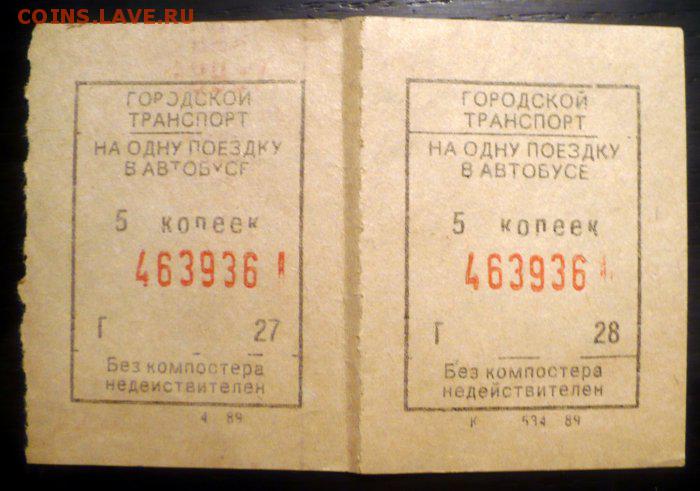 COINS.LAVE.RU
ГОРОДСКОЙ
ТРАНСПОРТ
НА ОДНУ ПОЕЗДКУ
В АВТОБУСЕ
5 копеек
463936
Г 27
Без компостера
недействителен
4 89
ГОРОДСКОЙ
ТРАНСПОРТ
НА ОДНУ ПОЕЗДКУ
В АВТОБУСЕ
5 копеек
463936
Г 28
Без компостера
недействителен
К 534 89